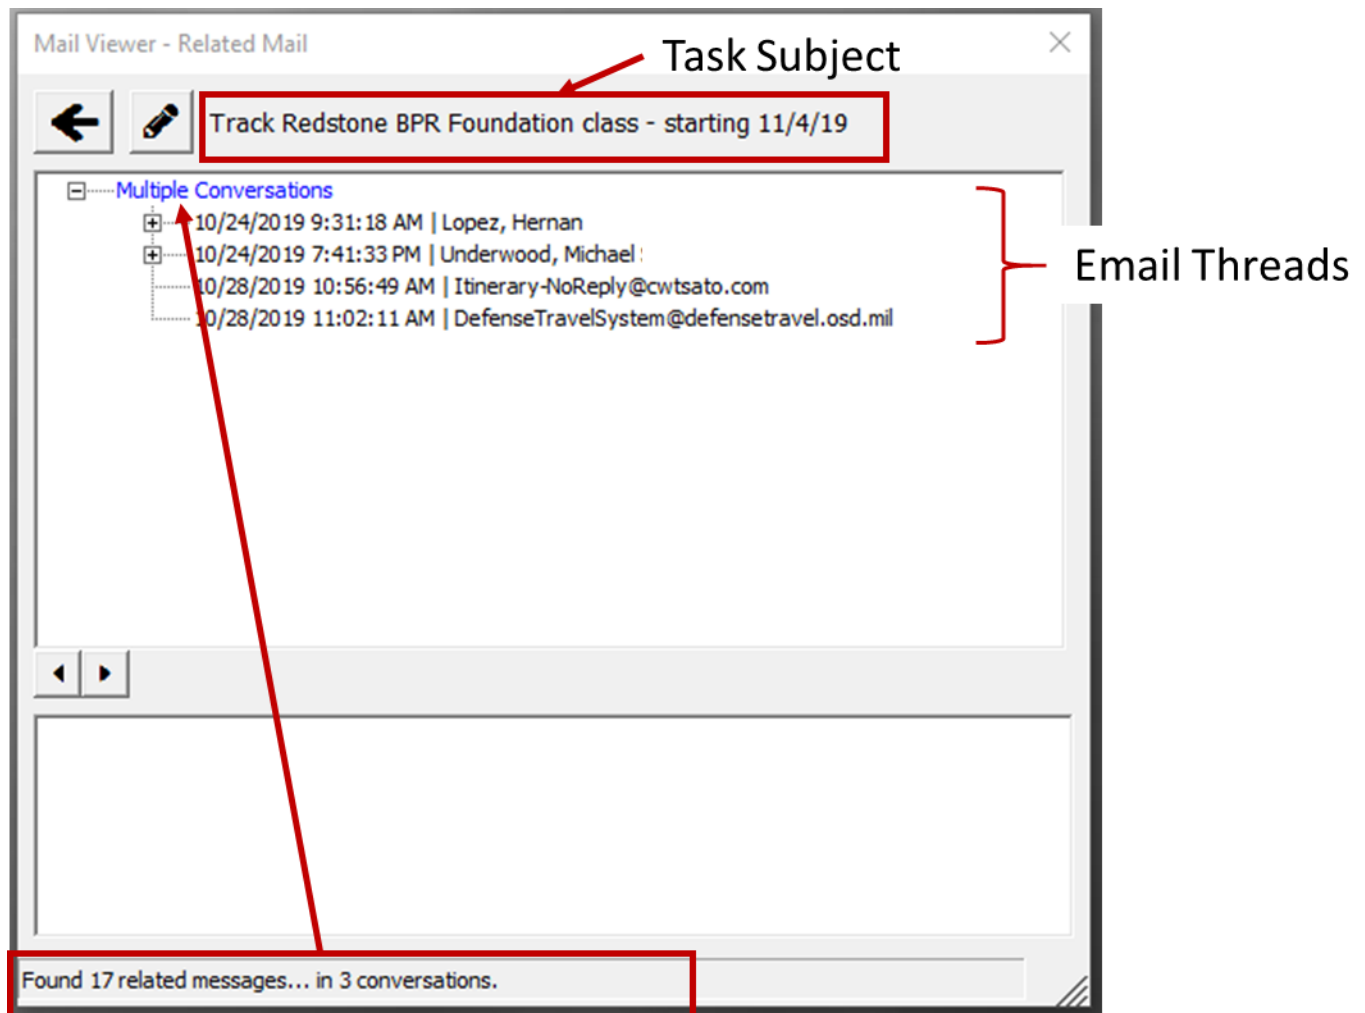 Mail Viewer - Related Mail
Task Subject
Track Redstone BPR Foundation class - starting 11/4/19
Multiple Conversations
10/24/2019 9:31:18 AM | Lopez, Hernan
10/24/2019 7:41:33 PM | Underwood, Michael
10/28/2019 10:56:49 AM | Itinerary-NoReply@cwtsato.com
10/28/2019 11:02:11 AM | DefenseTravelSystem@defensetravel.osd.mil
Email Threads
Found 17 related messages... in 3 conversations.